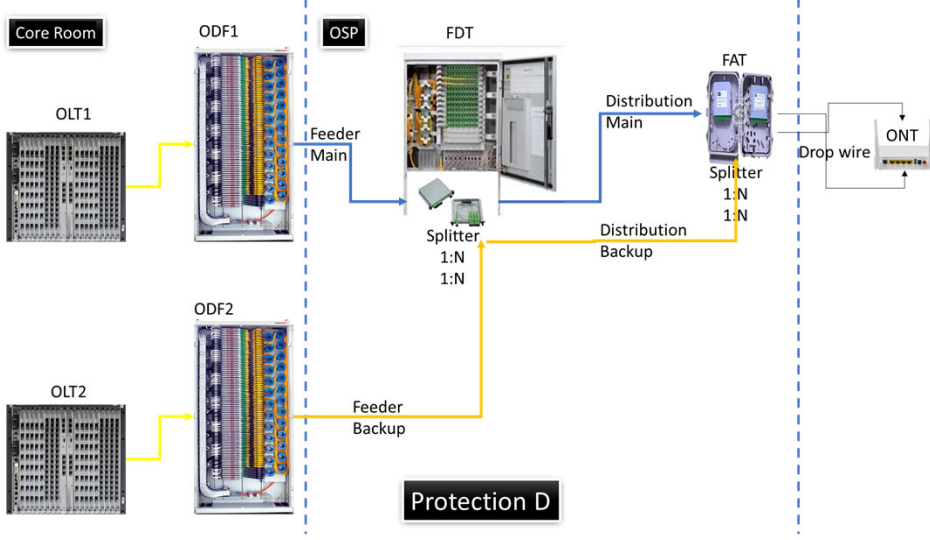 Core Room
ODF1
OSP
FDT
FAT
OLT1
Feeder
Main
Distribution
Main
ONT
Drop wire
Splitter
1:N
1:N
Splitter
1:N
1:N
Distribution
Backup
ODF2
OLT2
Feeder
Backup
Protection D